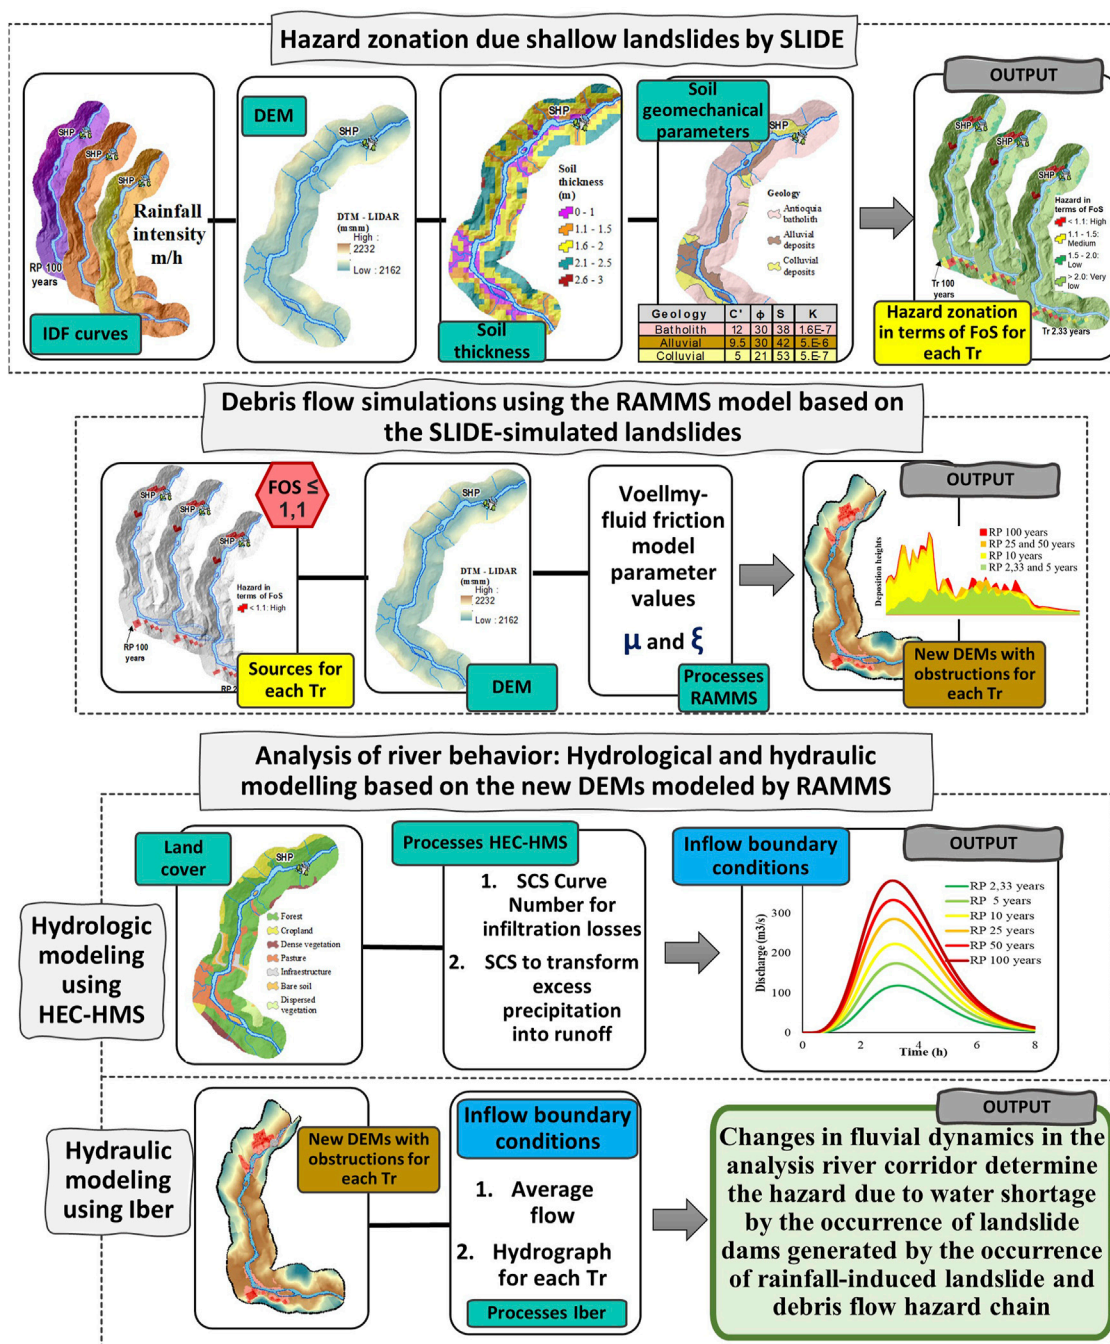 Hazard zonation due shallow landslides by SLIDE
SHP
SHP
SHP
Rainfall
intensity
m/h
RP 100
years
IDF curves
DEM
SHP
DTM - LIDAR
(msnm)
High :
2232
Low : 2162
SHP
Soil
thickness
(m)
0 - 1
1.1 - 1.5
1.6 - 2
2.1 - 2.5
2.6 - 3
Soil
thickness
Soil
geomechanical
parameters
SHP
Geology
Antioquia
batholith
Alluvial
deposits
Colluvial
deposits
Geology C' ϕ S K
Batholith 12 30 38 1.6E-7
Alluvial 9.5 30 42 5.E-6
Colluvial 5 21 53 5.E-7
OUTPUT
SHP
SHP
SHP
Hazard in
terms of FoS
< 1.1: High
1.1 - 1.5:
Medium
1.5 - 2.0:
Low
> 2.0: Very
low
Tr 100
years
Tr 2.33 years
Hazard zonation
in terms of FoS for
each Tr
Debris flow simulations using the RAMMS model based on
the SLIDE-simulated landslides
SHP
SHP
SHP
FOS ≤
1,1
Hazard in
terms of FoS
< 1.1: High
RP 100
years
Sources for
each Tr
SHP
DTM - LIDAR
(msnm)
High :
2232
Low : 2162
DEM
Voellmy-
fluid friction
model
parameter
values
μ and ξ
Processes
RAMMS
OUTPUT
Deposition heights
RP 100 years
RP 25 and 50 years
RP 10 years
RP 2,33 and 5 years
New DEMs with
obstructions for
each Tr
Analysis of river behavior: Hydrological and hydraulic
modelling based on the new DEMs modeled by RAMMS
Hydrologic
modeling
using
HEC-HMS
Land
cover
SHP
Forest
Cropland
Dense vegetation
Pasture
Infraestructure
Bare soil
Dispersed
vegetation
Processes HEC-HMS
1. SCS Curve
Number for
infiltration losses
2. SCS to transform
excess
precipitation
into runoff
Inflow boundary
conditions
OUTPUT
Discharge (m3/s)
300
200
100
0
0 2 4 6 8
Time (h)
RP 2,33 years
RP 5 years
RP 10 years
RP 25 years
RP 50 years
RP 100 years
Hydraulic
modeling
using Iber
New DEMs with
obstructions for
each Tr
Inflow boundary
conditions
1. Average
flow
2. Hydrograph
for each Tr
Processes Iber
OUTPUT
Changes in fluvial dynamics in the
analysis river corridor determine
the hazard due to water shortage
by the occurrence of landslide
dams generated by the occurrence
of rainfall-induced landslide and
debris flow hazard chain